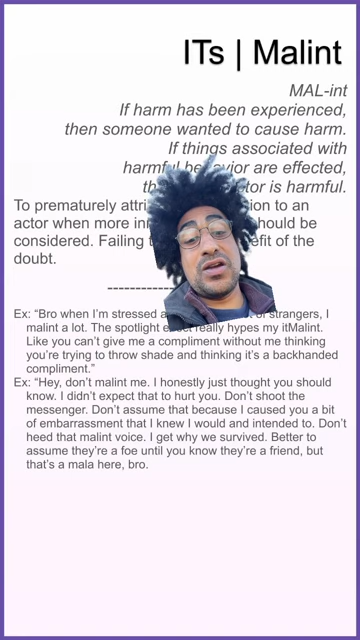 ITs | Malint
MAL-int
If harm has been experienced,
then someone wanted to cause harm.
If things associated with
harmful behavior are effected,
tor is harmful.
To prematurely attri ion to an
actor when more inn hould be
considered. Failing efit of the
doubt.
Ex: “Bro when I’m stressed a of strangers, I
malint a lot. The spotlight effect really hypes my itMalint.
Like you can’t give me a compliment without me thinking
you’re trying to throw shade and thinking it’s a backhanded
compliment.”
Ex: “Hey, don’t malint me. I honestly just thought you should
know. I didn’t expect that to hurt you. Don’t shoot the
messenger. Don’t assume that because I caused you a bit
of embarrassment that I knew I would and intended to. Don’t
heed that malint voice. I get why we survived. Better to
assume they’re a foe until you know they’re a friend, but
that’s a mala here, bro.